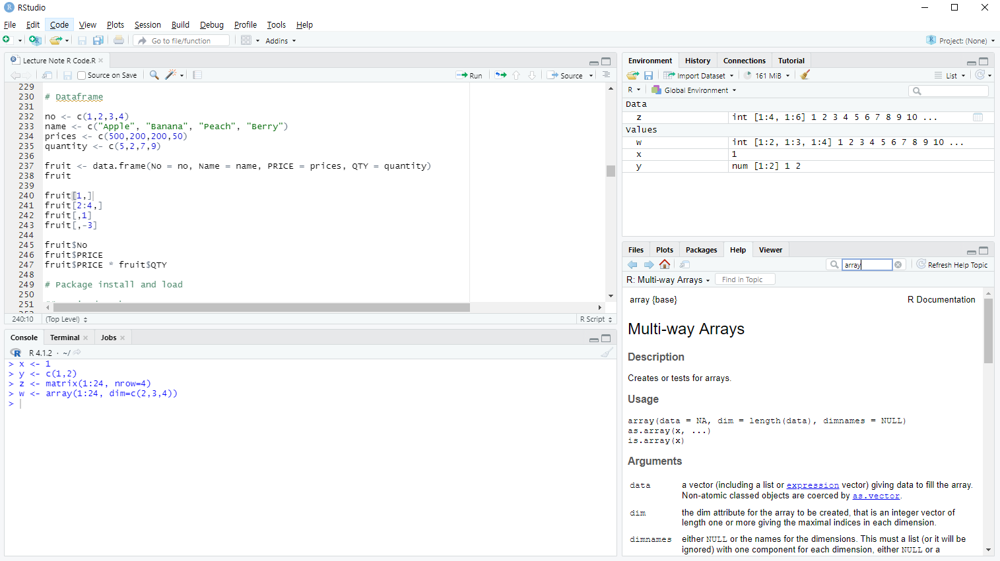 RStudio
File Edit Code View Plots Session Build Debug Profile Tools Help
Go to file/function Addins Project: (None)
Lecture Note R Code.R
Source on Save Run Source
229
230 # Dataframe
231
232 no <- c(1,2,3,4)
233 name <- c("Apple", "Banana", "Peach", "Berry")
234 prices <- c(500,200,200,50)
235 quantity <- c(5,2,7,9)
236
237 fruit <- data.frame(No = no, Name = name, PRICE = prices, QTY = quantity)
238 fruit
239
240 fruit[1,]
241 fruit[2:4,]
242 fruit[,1]
243 fruit[,-3]
244
245 fruit$No
246 fruit$PRICE
247 fruit$PRICE * fruit$QTY
248
249 # Package install and load
250
251
240:10 (Top Level) R Script
Console Terminal Jobs
R 4.1.2 · ~/
> x <- 1
> y <- c(1,2)
> z <- matrix(1:24, nrow=4)
> w <- array(1:24, dim=c(2,3,4))
>
Environment History Connections Tutorial
Import Dataset 161 MiB List
R Global Environment
Data
z int [1:4, 1:6] 1 2 3 4 5 6 7 8 9 10 ...
Values
w int [1:2, 1:3, 1:4] 1 2 3 4 5 6 7 8 9 10 ...
x 1
y num [1:2] 1 2
Files Plots Packages Help Viewer
array Refresh Help Topic
R: Multi-way Arrays Find in Topic
array {base} R Documentation
Multi-way Arrays
Description
Creates or tests for arrays.
Usage
array(data = NA, dim = length(data), dimnames = NULL)
as.array(x, ...)
is.array(x)
Arguments
data a vector (including a list or expression vector) giving data to fill the array.
Non-atomic classed objects are coerced by as.vector.
dim the dim attribute for the array to be created, that is an integer vector of
length one or more giving the maximal indices in each dimension.
dimnames either NULL or the names for the dimensions. This must a list (or it will be
ignored) with one component for each dimension, either NULL or a